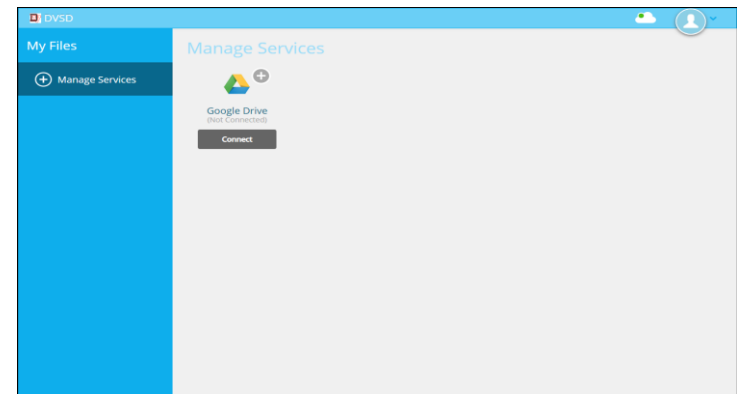 DVSD
My Files
Manage Services
Manage Services
Google Drive
(Not Connected)
Connect